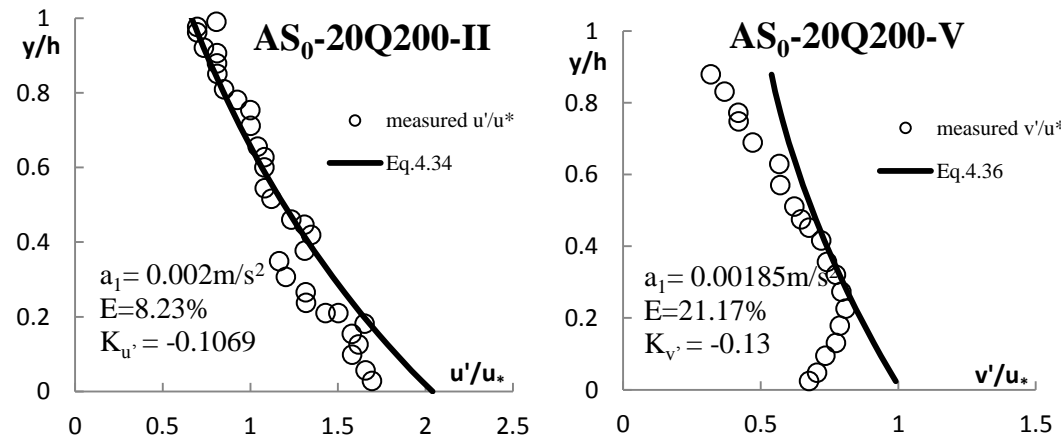 AS0-20Q200-II
y/h
1
0.8
0.6
0.4
0.2
0
measured u'/u*
Eq.4.34
a1= 0.002m/s2
E=8.23%
Ku' = -0.1069
u'/u*
0 0.5 1 1.5 2 2.5
AS0-20Q200-V
y/h
1
0.8
0.6
0.4
0.2
0
measured v'/u*
Eq.4.36
a1= 0.00185m/s2
E=21.17%
Kv' = -0.13
v'/u*
0 0.5 1 1.5